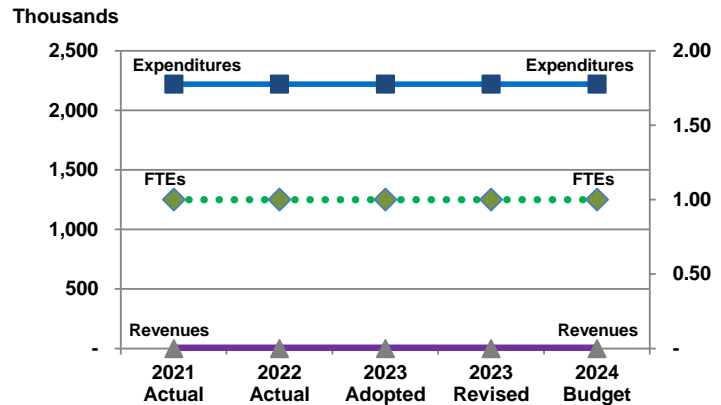 Thousands
2,500
2.00
Expenditures
Expenditures
2,000
1.50
1,500
FTEs
FTEs
1.00
1,000
0.50
500
Revenues
Revenues
-
-
2021 2022 2023 2023 2024
Actual Actual Adopted Revised Budget